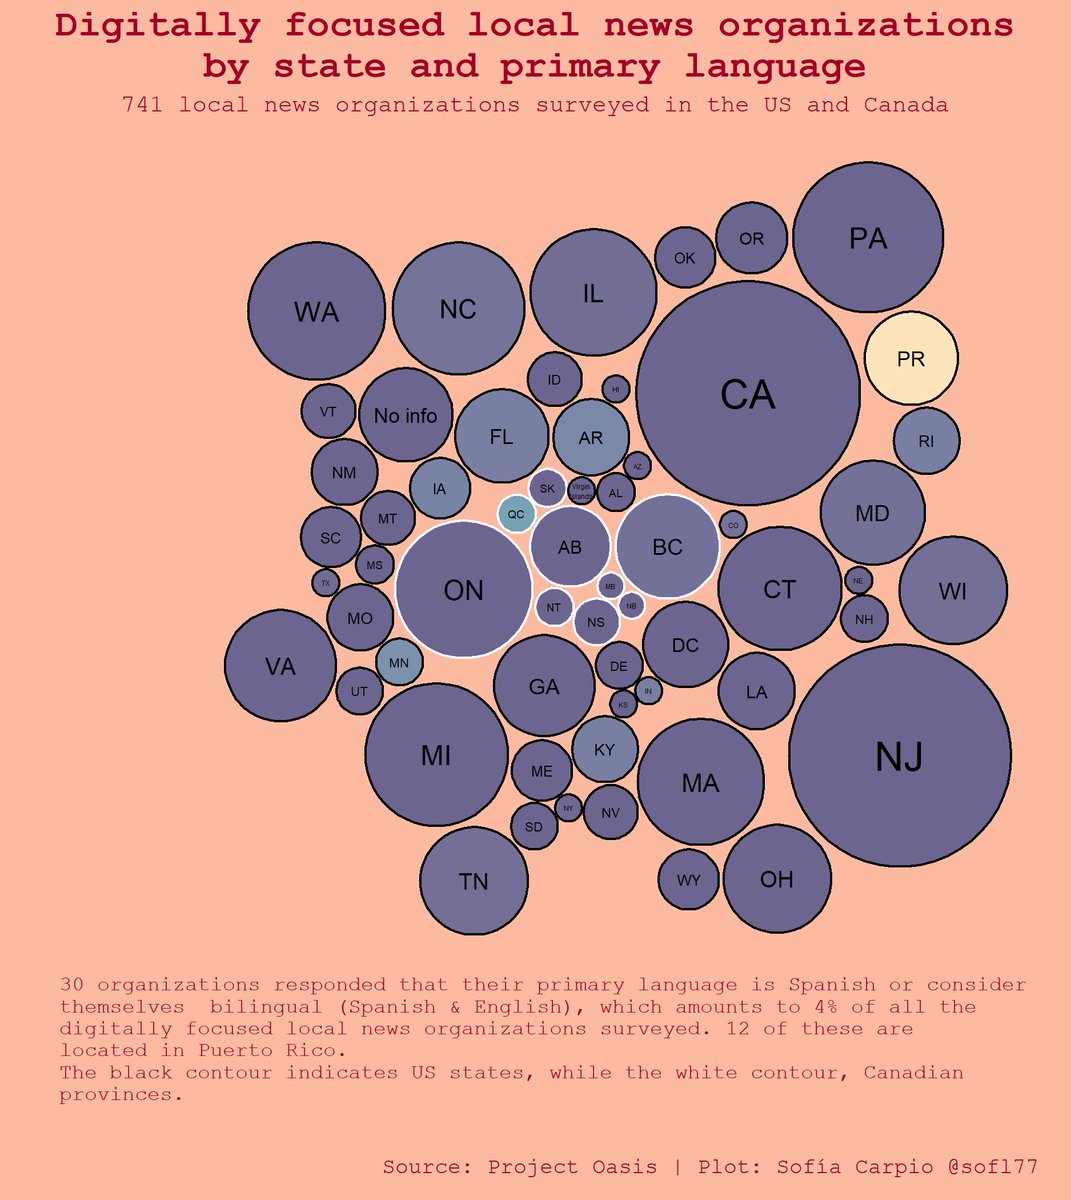 Digitally focused local news organizations
by state and primary language
741 local news organizations surveyed in the US and Canada
PA
OR
OK
IL
WA
NC
PR
ID
HI
CA
VT
No info
FL
AR
RI
NM
IA
AZ
SK
Virgin
Islands
AL
MT
QC
MD
CO
SC
AB
BC
MS
TX
ON
MB
CT
NE
WI
NT
NB
MO
NS
NH
DC
VA
MN
DE
UT
GA
IN
LA
KS
MI
KY
NJ
ME
MA
NY
NV
SD
TN
WY
OH
30 organizations responded that their primary language is Spanish or consider
themselves  bilingual (Spanish & English), which amounts to 4% of all the
digitally focused local news organizations surveyed. 12 of these are
located in Puerto Rico.
The black contour indicates US states, while the white contour, Canadian
provinces.
Source: Project Oasis | Plot: Sofía Carpio @sofl77